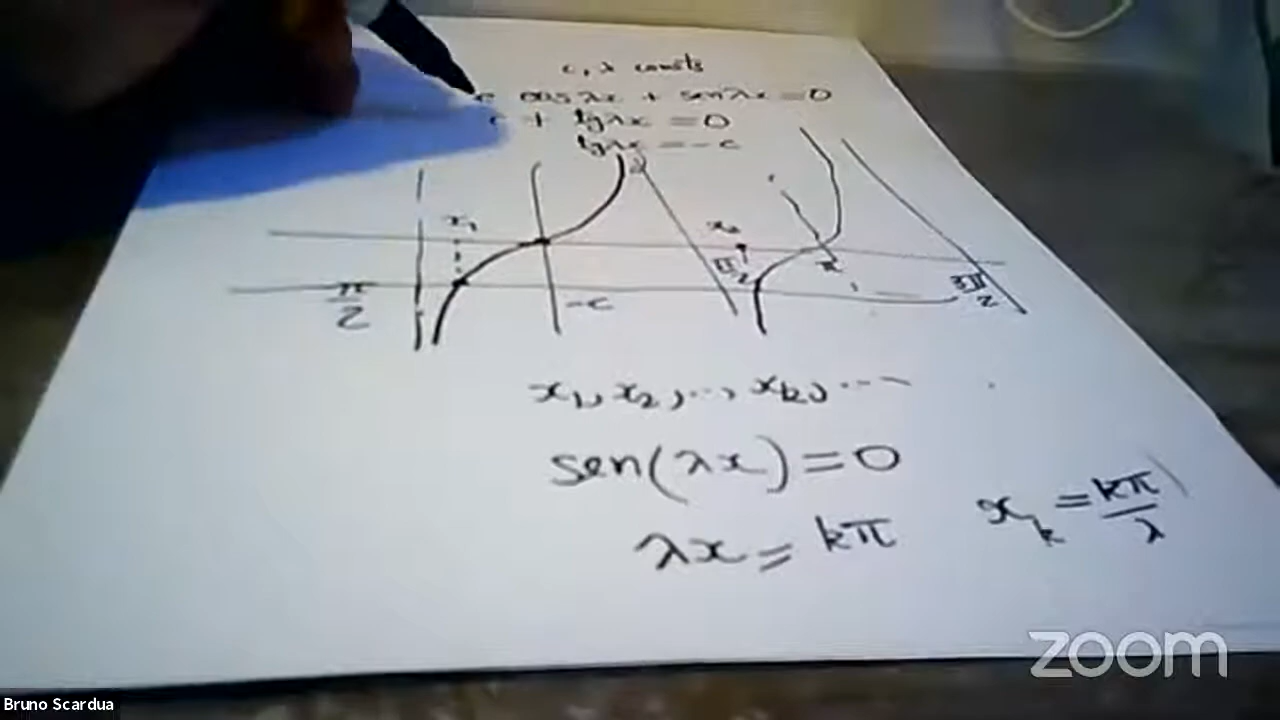 c, λ consts
c cos λx + sen λx = 0
c + tg λx = 0
tg λx = -c
x₁
π/2
π
3π/2
π/2
-c
x₁, x₂, ..., xₖ, ...
sen(λx) = 0
λx = kπ
xₖ = kπ/λ
zoom
Bruno Scardua